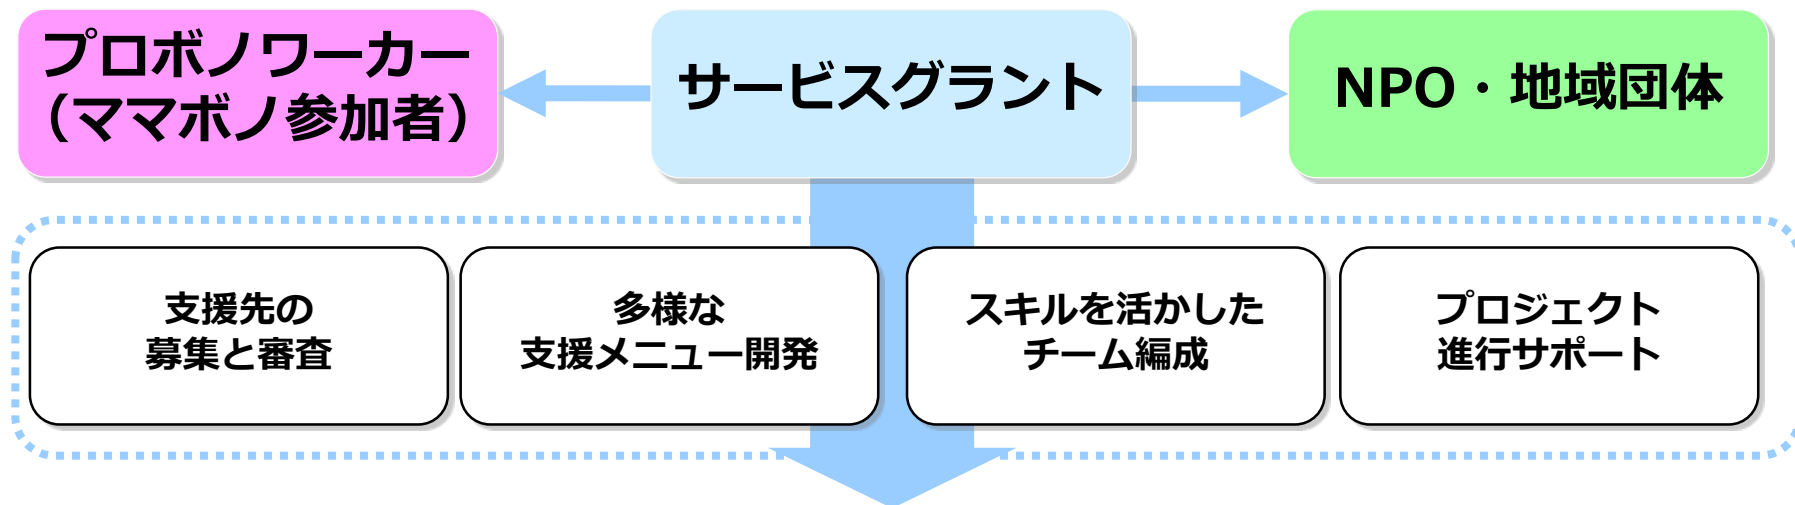 プロボノワーカー
（ママボノ参加者）
サービスグラント
NPO・地域団体
支援先の
募集と審査
多様な
支援メニュー開発
スキルを活かした
チーム編成
プロジェクト
進行サポート